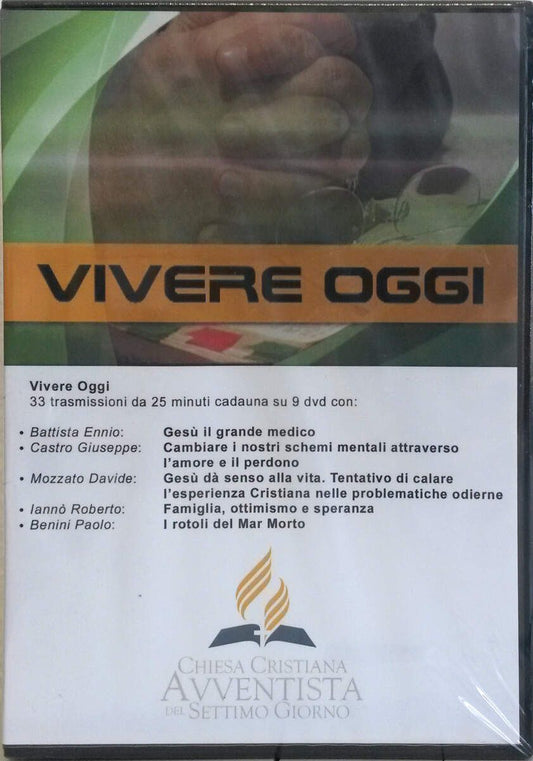 VIVERE OGGI
Vivere Oggi
33 trasmissioni da 25 minuti cadauna su 9 dvd con:
• Battista Ennio: Gesù il grande medico
• Castro Giuseppe: Cambiare i nostri schemi mentali attraverso
l'amore e il perdono
• Mozzato Davide: Gesù dà senso alla vita. Tentativo di calare
l'esperienza Cristiana nelle problematiche odierne
• Iannò Roberto: Famiglia, ottimismo e speranza
• Benini Paolo: I rotoli del Mar Morto
CHIESA CRISTIANA
AVVENTISTA
DEL SETTIMO GIORNO